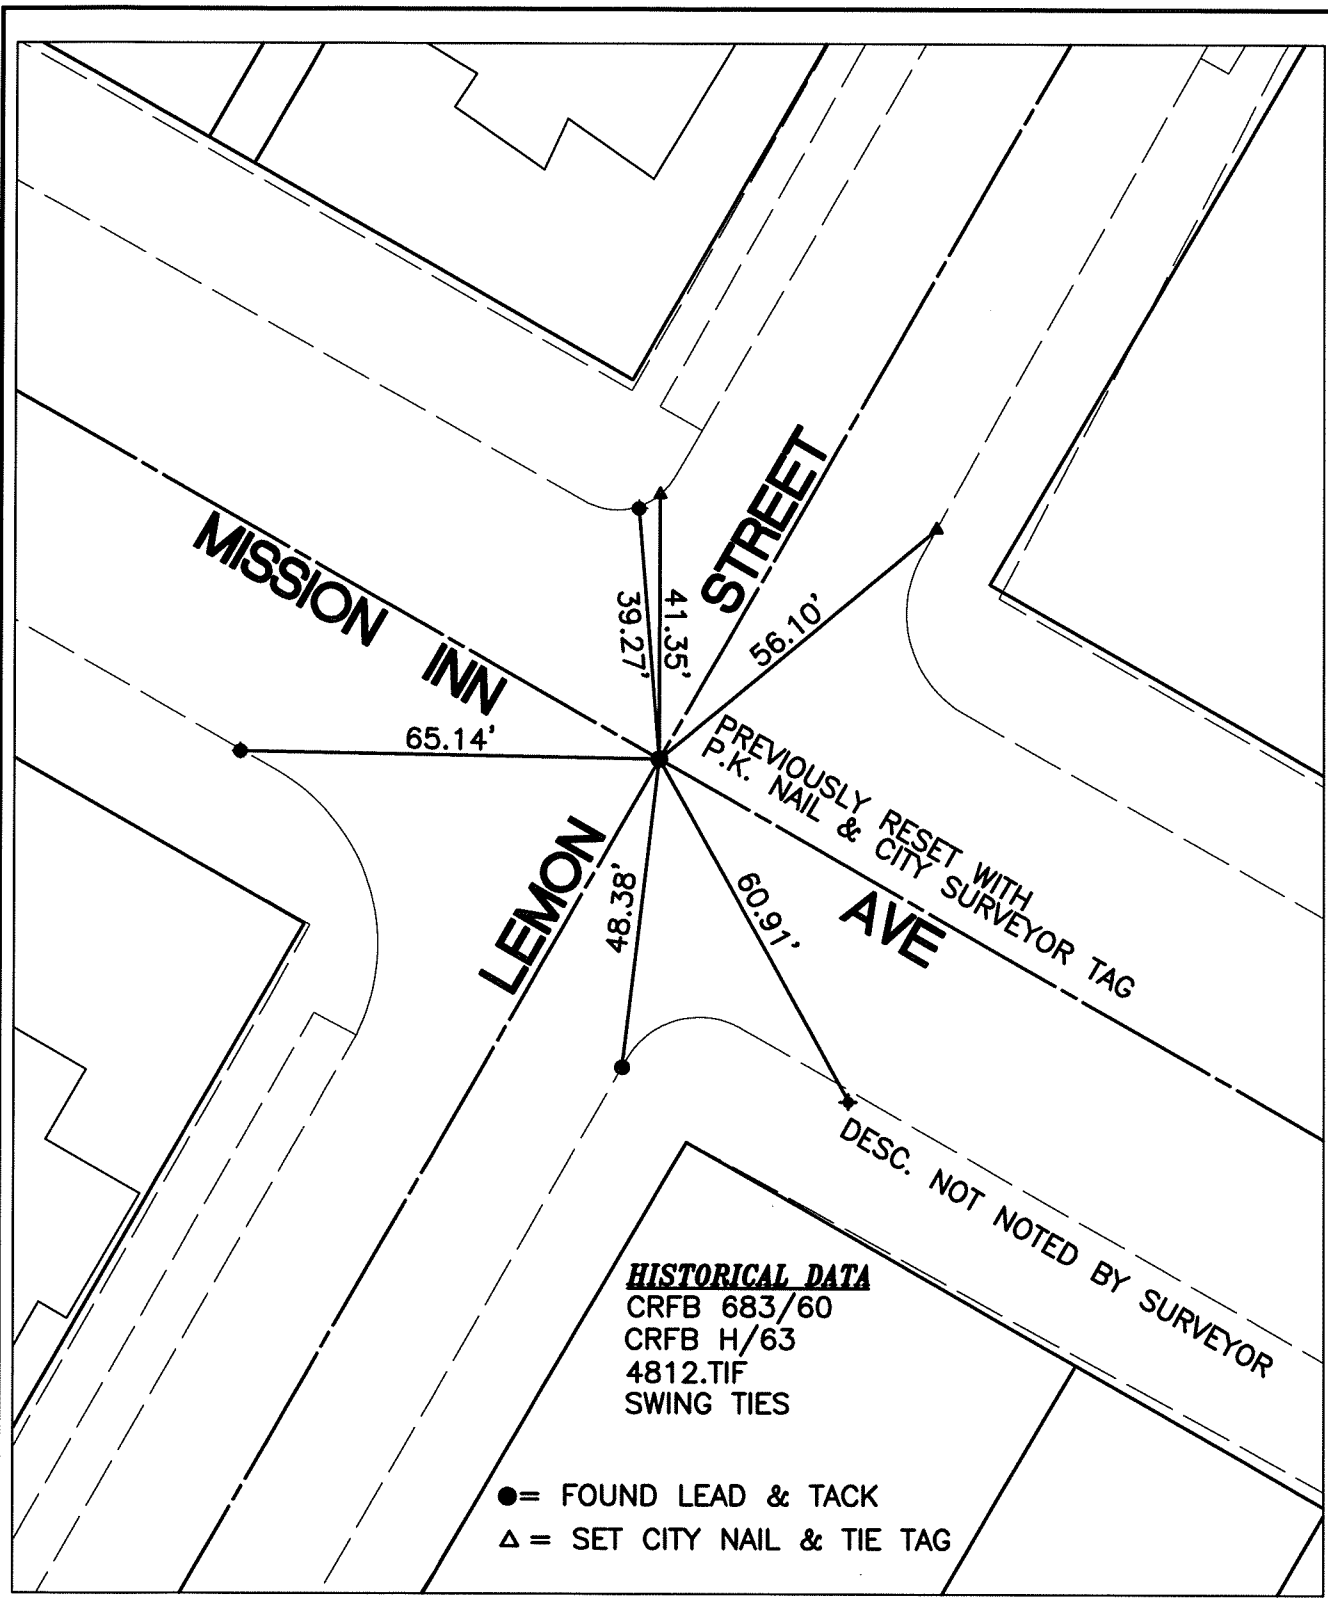 MISSION INN AVE
LEMON STREET
39.27'
41.35'
56.10'
65.14'
48.38'
60.91'
PREVIOUSLY RESET WITH
P.K. NAIL & CITY SURVEYOR TAG
DESC. NOT NOTED BY SURVEYOR
HISTORICAL DATA
CRFB 683/60
CRFB H/63
4812.TIF
SWING TIES
●= FOUND LEAD & TACK
△ = SET CITY NAIL & TIE TAG